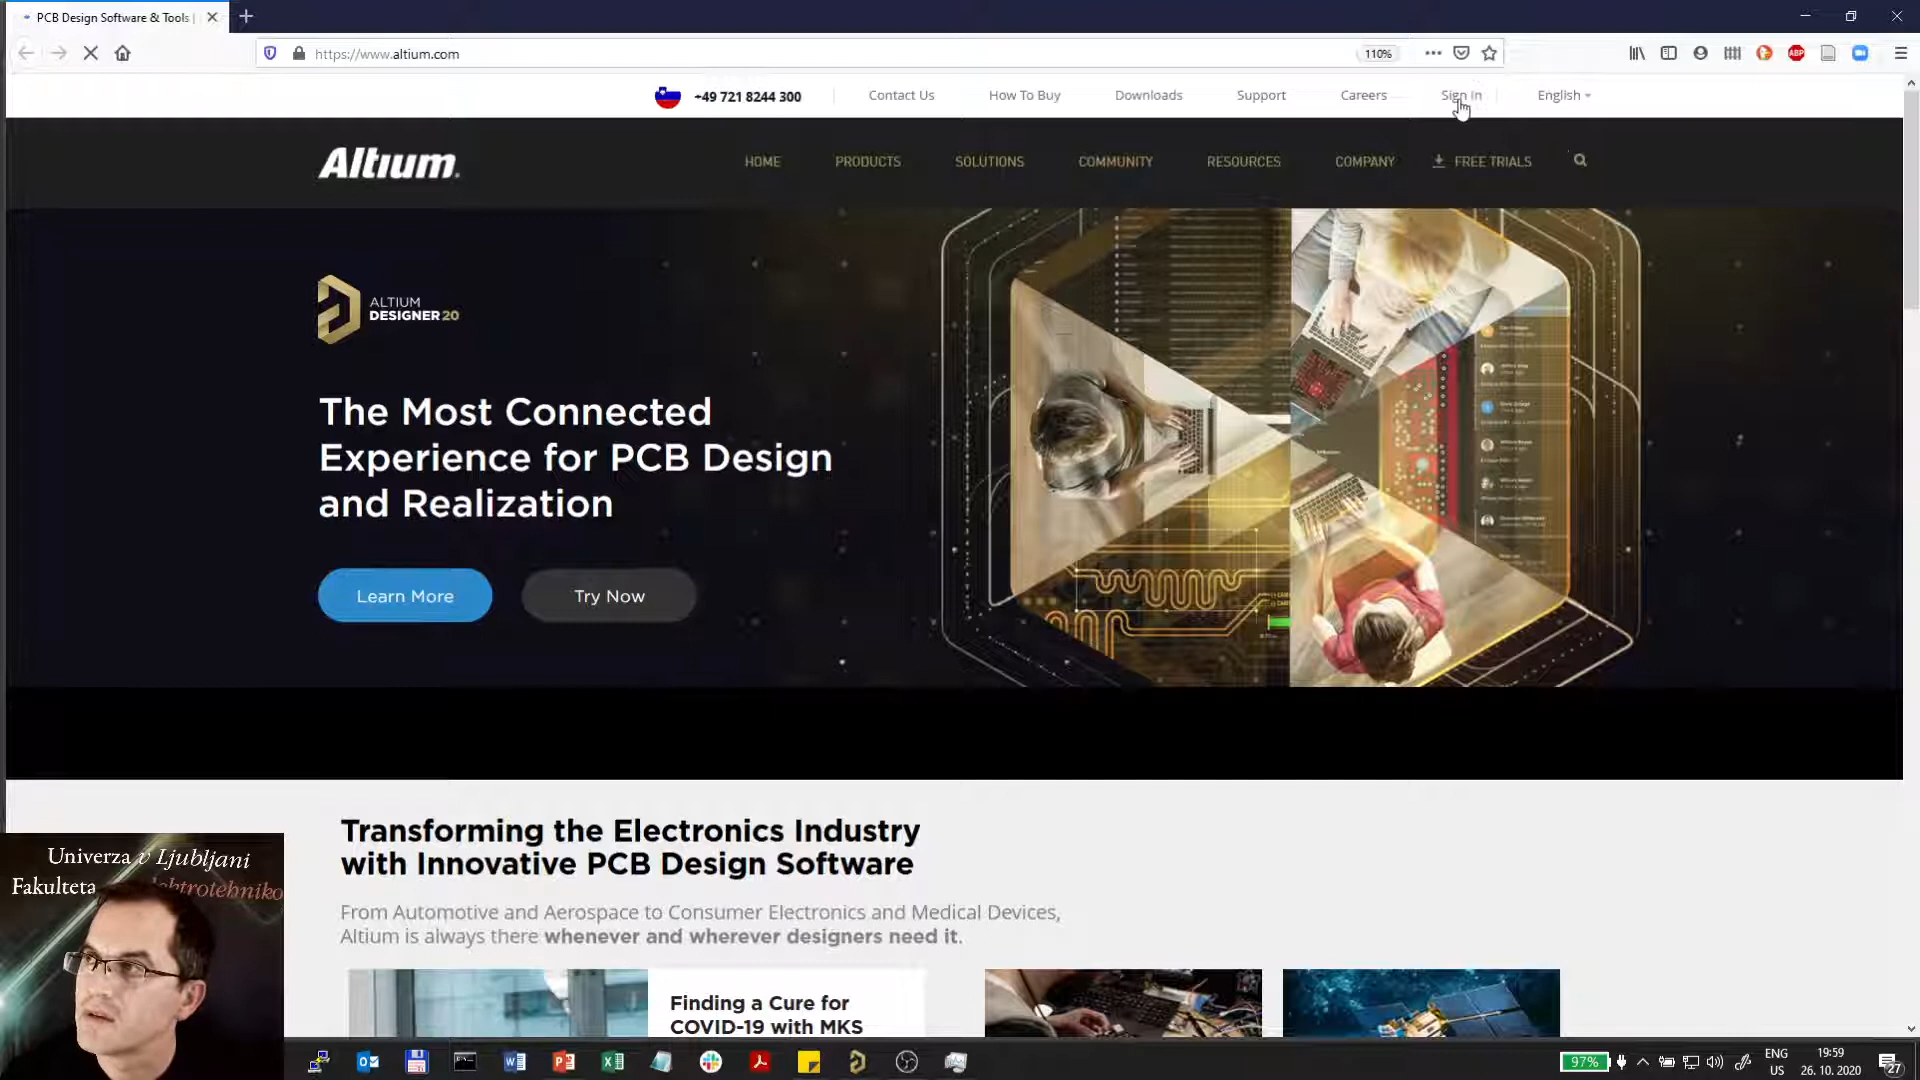 PCB Design Software & Tools |
https://www.altium.com
110%
ABP
+49 721 8244 300
Contact Us
How To Buy
Downloads
Support
Careers
Sign In
English
Altium.
HOME
PRODUCTS
SOLUTIONS
COMMUNITY
RESOURCES
COMPANY
FREE TRIALS
ALTIUM
DESIGNER 20
The Most Connected
Experience for PCB Design
and Realization
Learn More
Try Now
Transforming the Electronics Industry
with Innovative PCB Design Software
From Automotive and Aerospace to Consumer Electronics and Medical Devices,
Altium is always there whenever and wherever designers need it.
Finding a Cure for
COVID-19 with MKS
Univerza v Ljubljani
Fakulteta
97%
ENG
US
19:59
26. 10. 2020
27